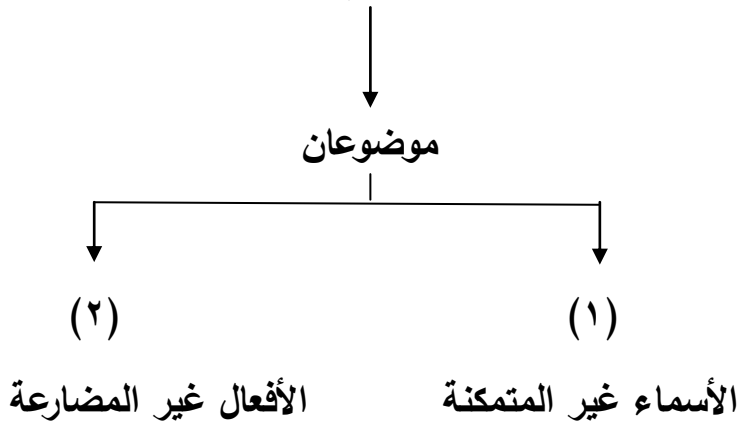 موضوعان
(١)
(٢)
الأسماء غير المتمكنة
الأفعال غير المضارعة